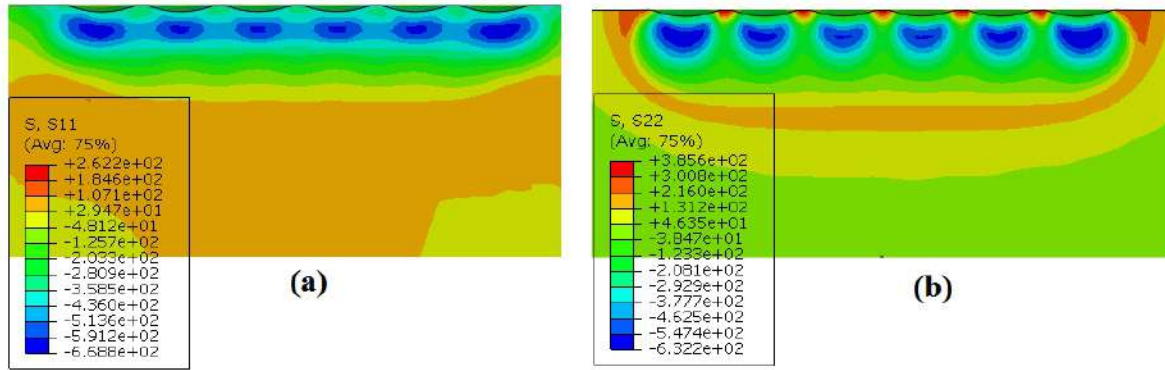 S, S11
(Avg: 75%)
+2.622e+02
+1.846e+02
+1.071e+02
+2.947e+01
-4.812e+01
-1.257e+02
-2.033e+02
-2.809e+02
-3.585e+02
-4.360e+02
-5.136e+02
-5.912e+02
-6.688e+02
(a)
S, S22
(Avg: 75%)
+3.856e+02
+3.008e+02
+2.160e+02
+1.312e+02
+4.635e+01
-3.847e+01
-1.233e+02
-2.081e+02
-2.929e+02
-3.777e+02
-4.625e+02
-5.474e+02
-6.322e+02
(b)